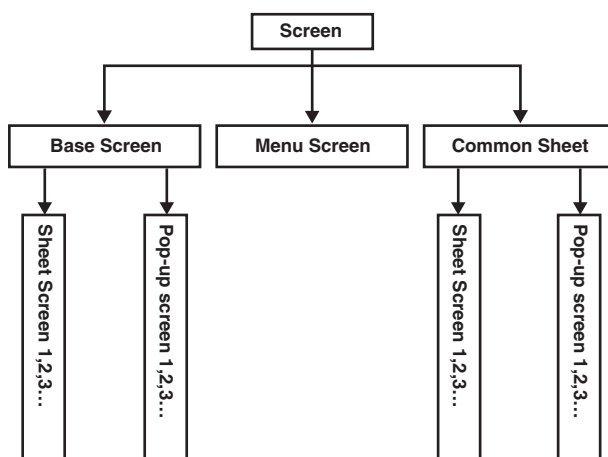 Screen
Base Screen
Menu Screen
Common Sheet
Sheet Screen 1,2,3...
Pop-up screen 1,2,3...
Sheet Screen 1,2,3...
Pop-up screen 1,2,3...